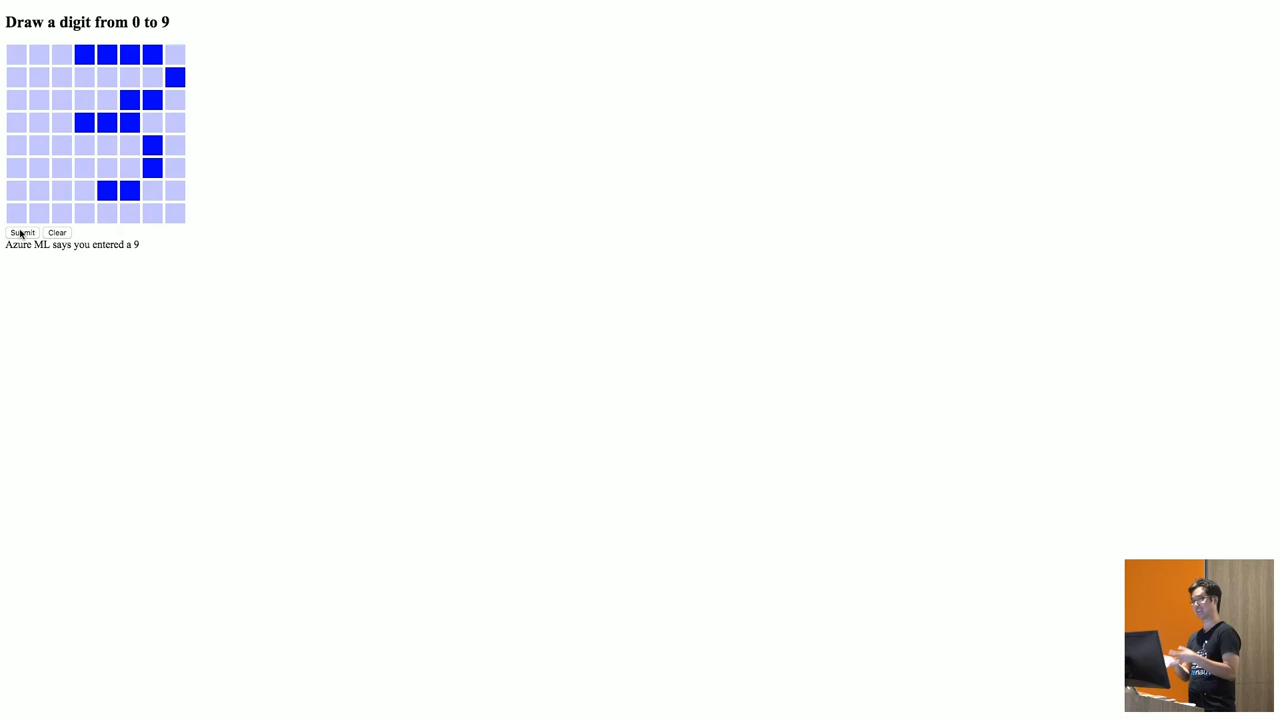 Draw a digit from 0 to 9
Submit Clear
Azure ML says you entered a 9